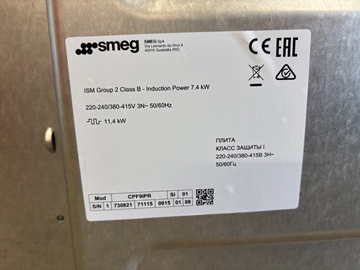 smeg
SMEG SpA
Via Leonardo da Vinci 4
42016 Guastalla (RE)
CE EAC
ISM Group 2 Class B - Induction Power 7.4 kW
220-240/380-415V 3N~ 50/60Hz
11,4 kW
ПЛИТА
КЛАСС ЗАЩИТЫ I
220-240/380-415В 3Н~
50/60Гц
Mod CPF9IPR SI 01
S/N 1 730821 71115 0015 01 08